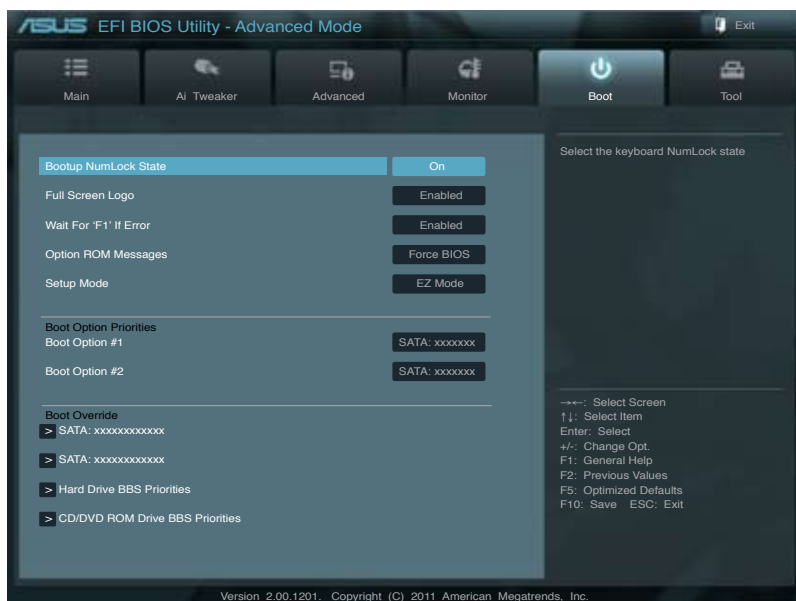 ASUS EFI BIOS Utility - Advanced Mode
Exit
Main
Ai Tweaker
Advanced
Monitor
Boot
Tool
Bootup NumLock State On
Full Screen Logo Enabled
Wait For ‘F1’ If Error Enabled
Option ROM Messages Force BIOS
Setup Mode EZ Mode
Boot Option Priorities
Boot Option #1 SATA: xxxxxxx
Boot Option #2 SATA: xxxxxxx
Boot Override
> SATA: xxxxxxxxxxxx
> SATA: xxxxxxxxxxxx
> Hard Drive BBS Priorities
> CD/DVD ROM Drive BBS Priorities
Select the keyboard NumLock state
→←: Select Screen
↑↓: Select Item
Enter: Select
+/-: Change Opt.
F1: General Help
F2: Previous Values
F5: Optimized Defaults
F10: Save ESC: Exit
Version 2.00.1201. Copyright (C) 2011 American Megatrends, Inc.